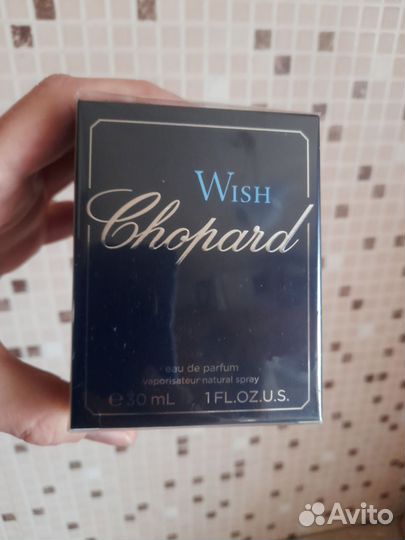 WISH
Chopard
eau de parfum
vaporisateur natural spray
℮30 mL 1 FL.OZ.U.S.
Avito